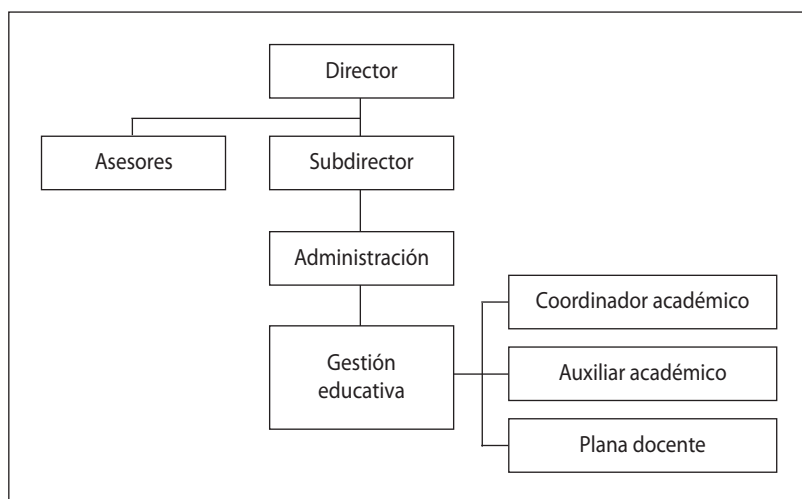 Director
Asesores
Subdirector
Administración
Gestión
educativa
Coordinador académico
Auxiliar académico
Plana docente